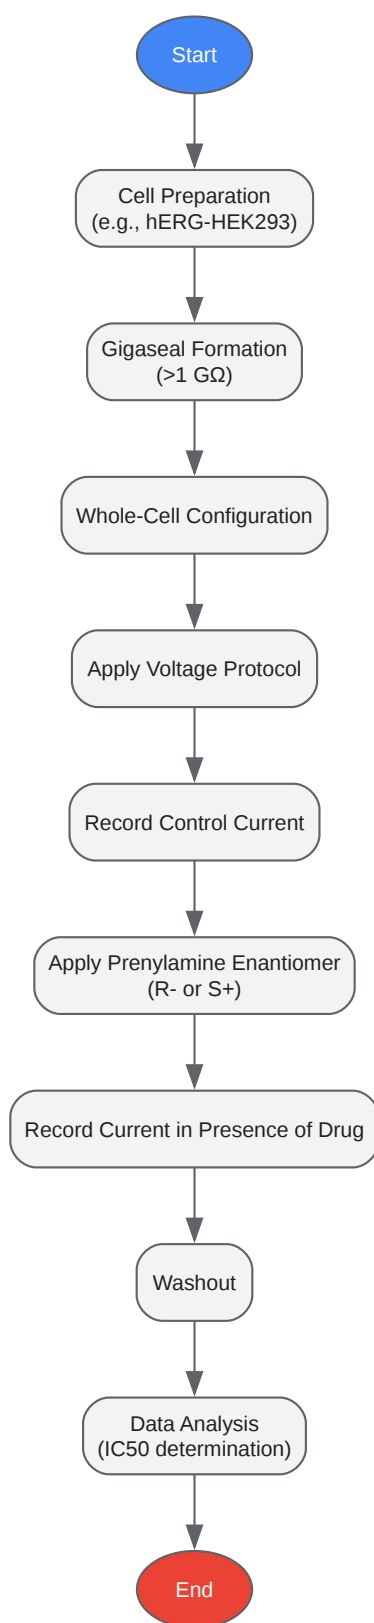 Start
Cell Preparation
(e.g., hERG-HEK293)
Gigaseal Formation
(>1 GΩ)
Whole-Cell Configuration
Apply Voltage Protocol
Record Control Current
Apply Prenylamine Enantiomer
(R- or S+)
Record Current in Presence of Drug
Washout
Data Analysis
(IC50 determination)
End